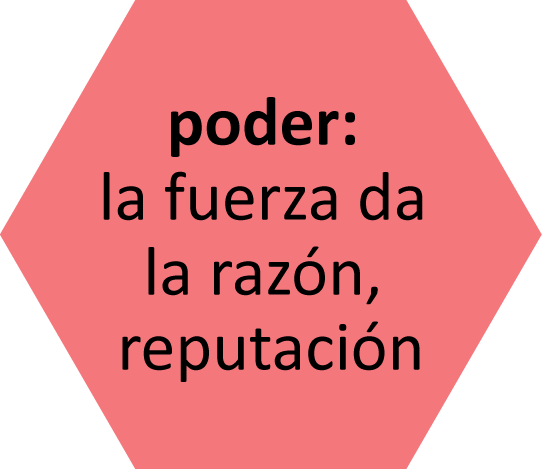 poder:
la fuerza da
la razón,
reputación